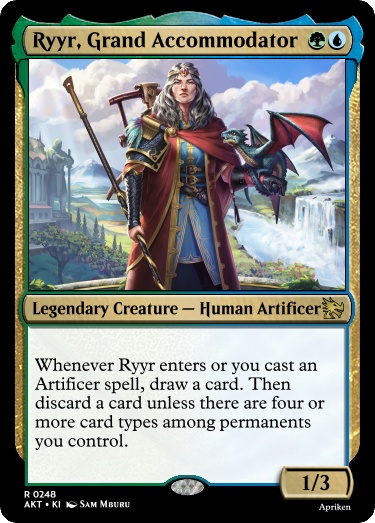 Ryyr, Grand Accommodator
Legendary Creature — Human Artificer
Whenever Ryyr enters or you cast an
Artificer spell, draw a card. Then
discard a card unless there are four or
more card types among permanents
you control.
1/3
R 0248
AKT • KI Sam Mburu
Apriken